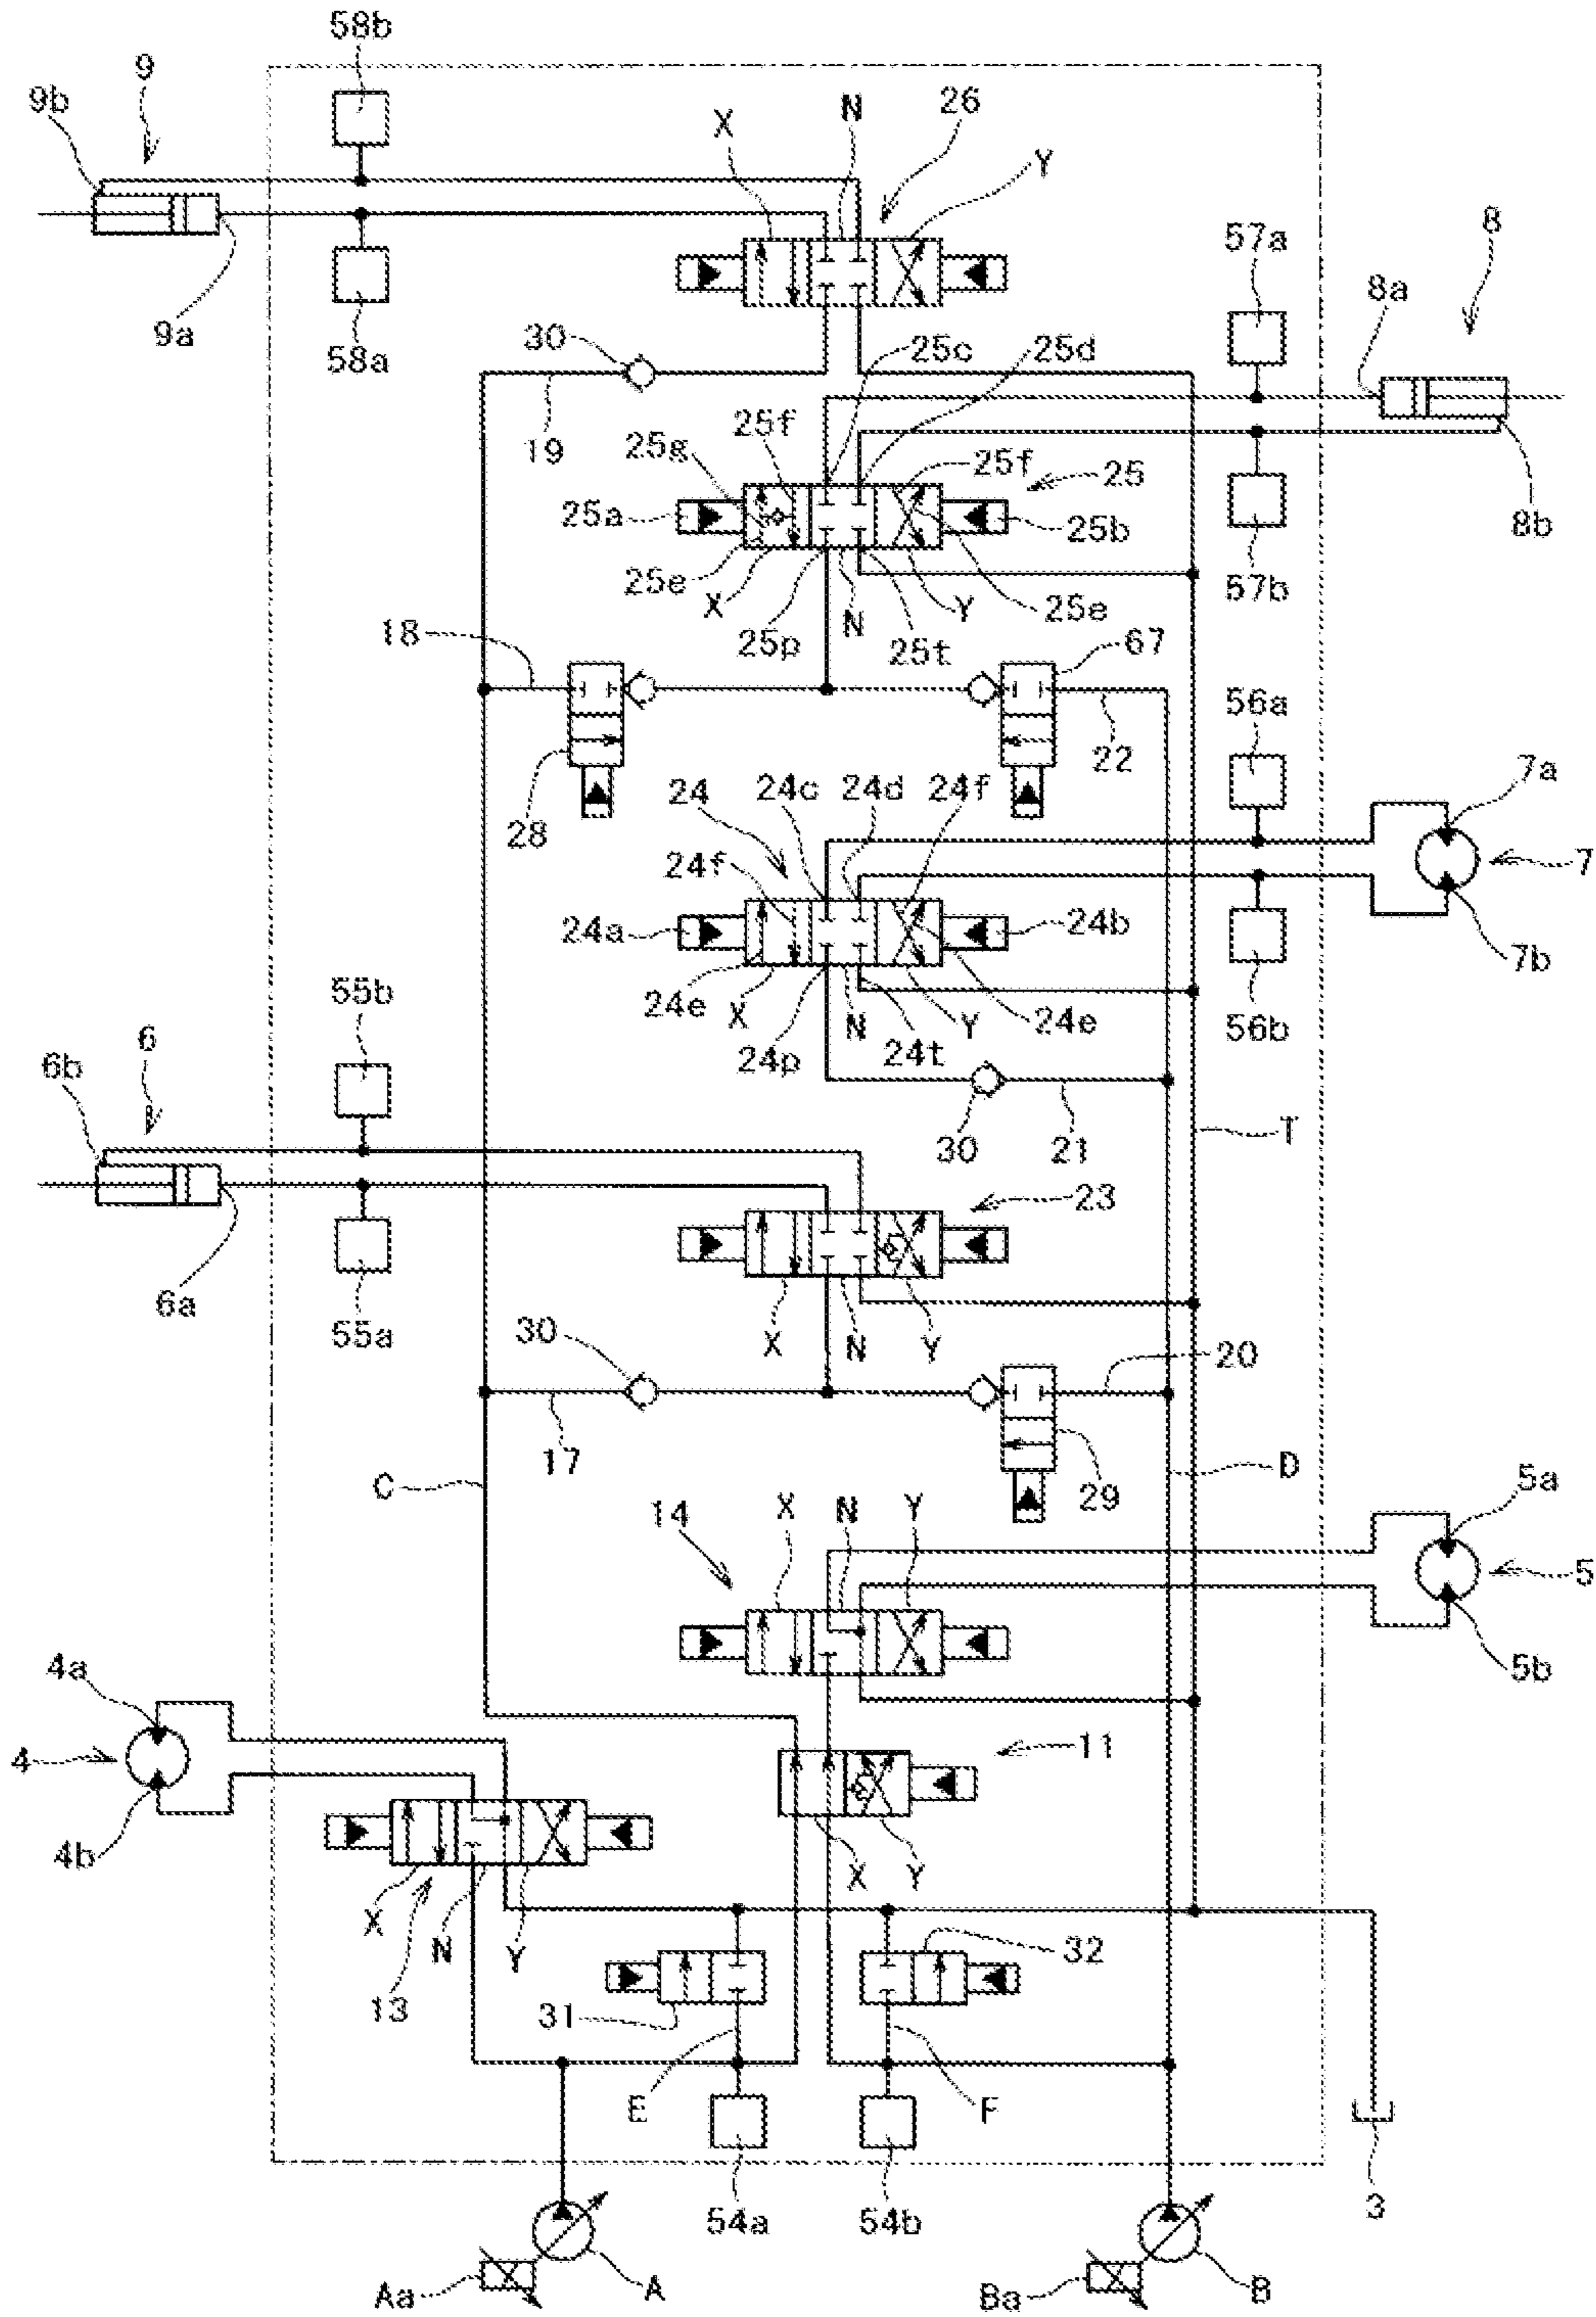 58b
9
9b
N
26
X
Y
57a
8
8a
9a
58a
30
25c
25d
19
25f
25g
25f
25
25a
25b
8b
25e
57b
X
25e
N
Y
18
25p
25t
67
56a
22
7a
24
24c
24d
24f
28
24f
7
24a
24b
7b
55b
24e
X
N
Y
24e
56b
6
6b
24p
24t
T
30
21
23
6a
55a
30
X
N
Y
20
17
C
D
5a
X
N
Y
29
14
5
4a
5b
4
11
4b
X
Y
X
N
Y
32
13
31
E
F
3
54a
54b
Aa
A
Ba
B